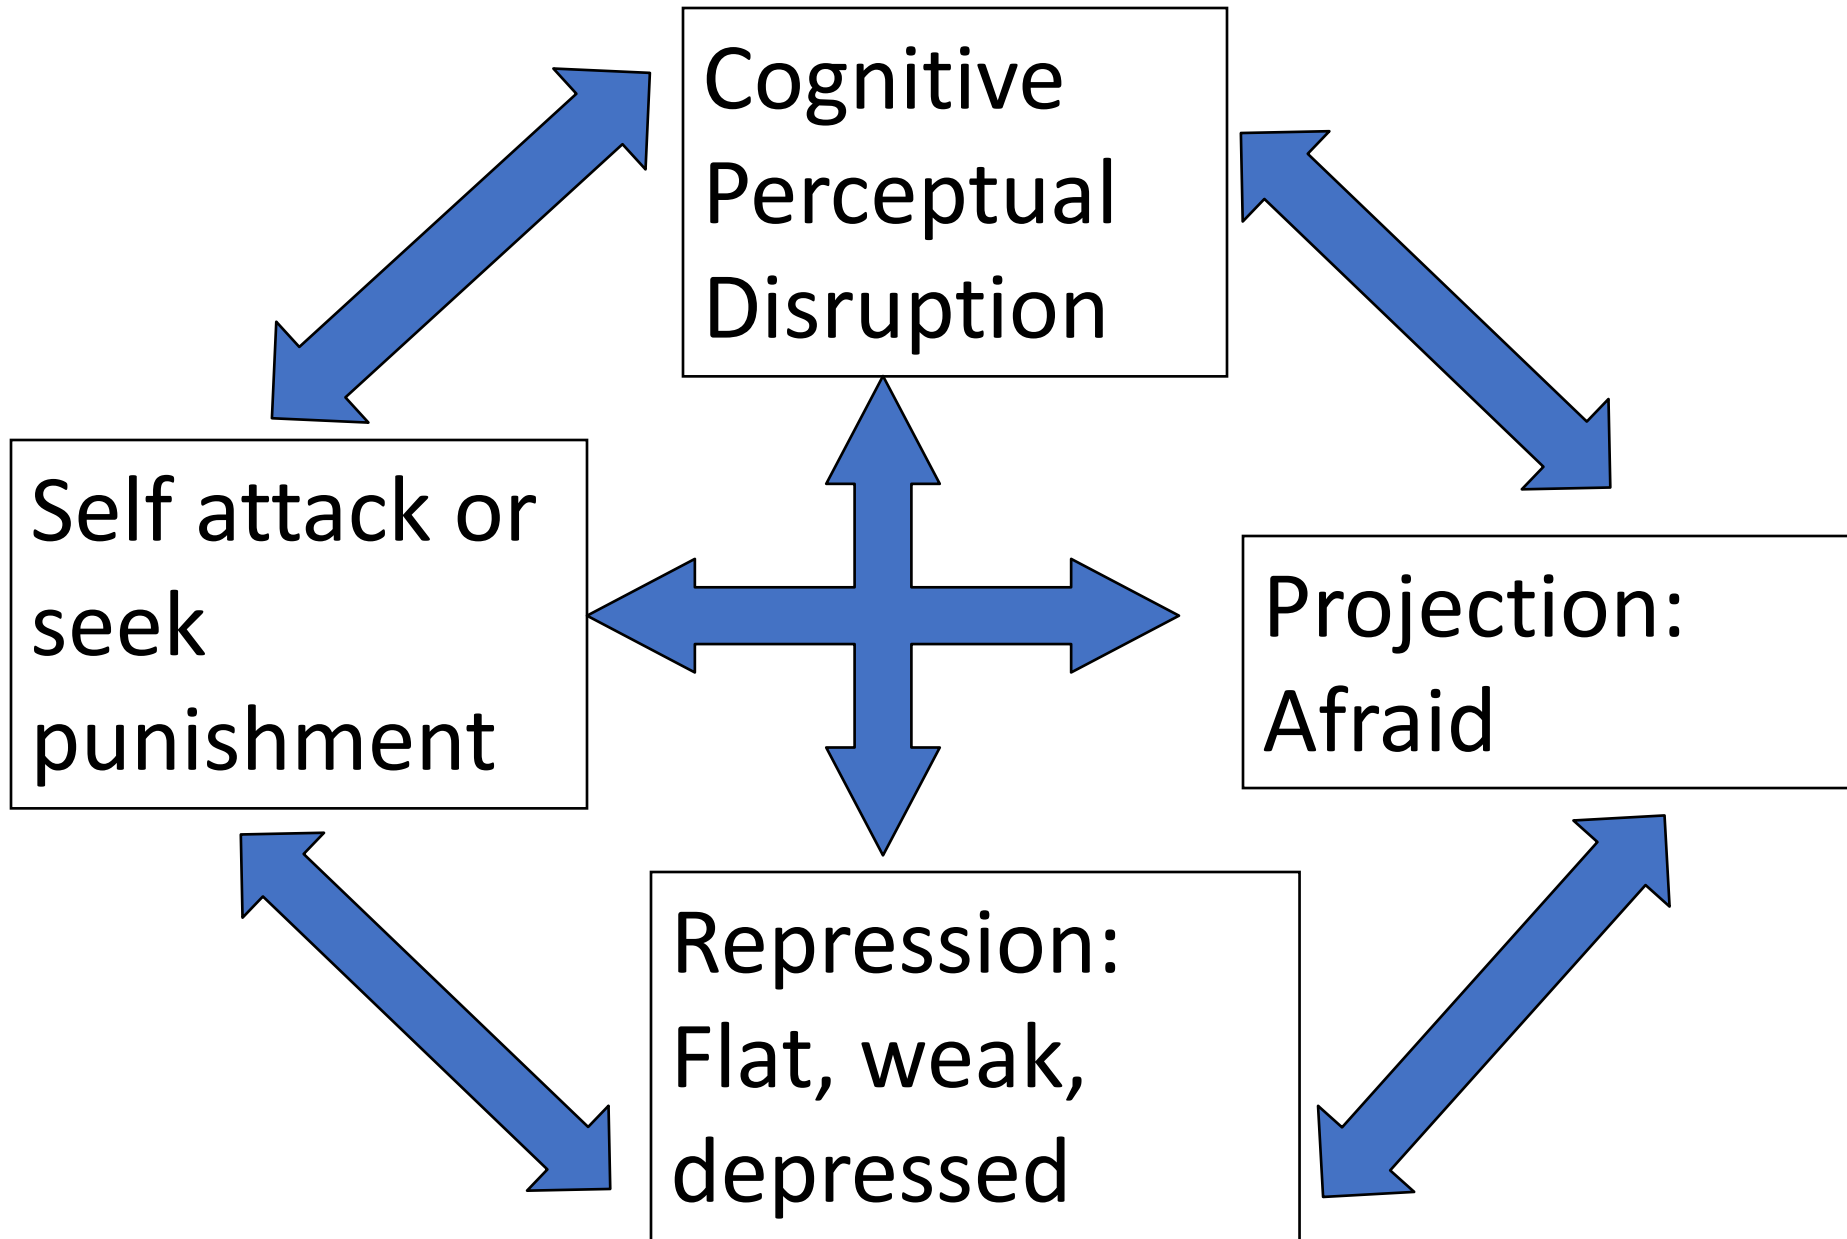 Cognitive
Perceptual
Disruption
Self attack or
seek
punishment
Projection:
Afraid
Repression:
Flat, weak,
depressed